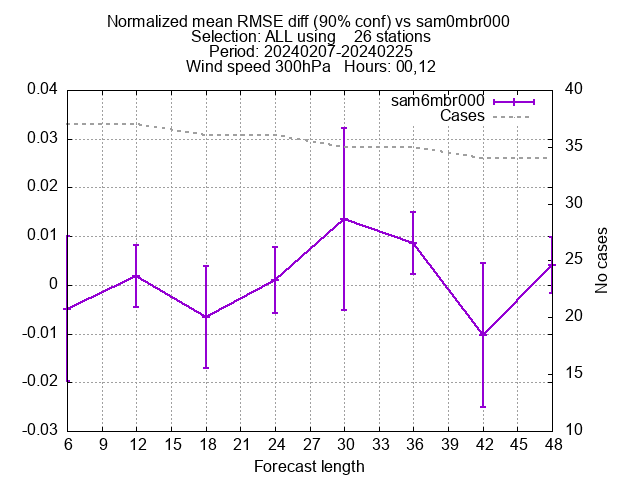 Normalized mean RMSE diff (90% conf) vs sam0mbr000
Selection: ALL using    26 stations
Period: 20240207-20240225
Wind speed 300hPa   Hours: 00,12
0.04
0.03
0.02
0.01
0
-0.01
-0.02
-0.03
sam6mbr000
Cases
40
35
30
25
20
15
10
No cases
6 12 15 18 21 24 27 30 33 36 39 42 45 48
Forecast length